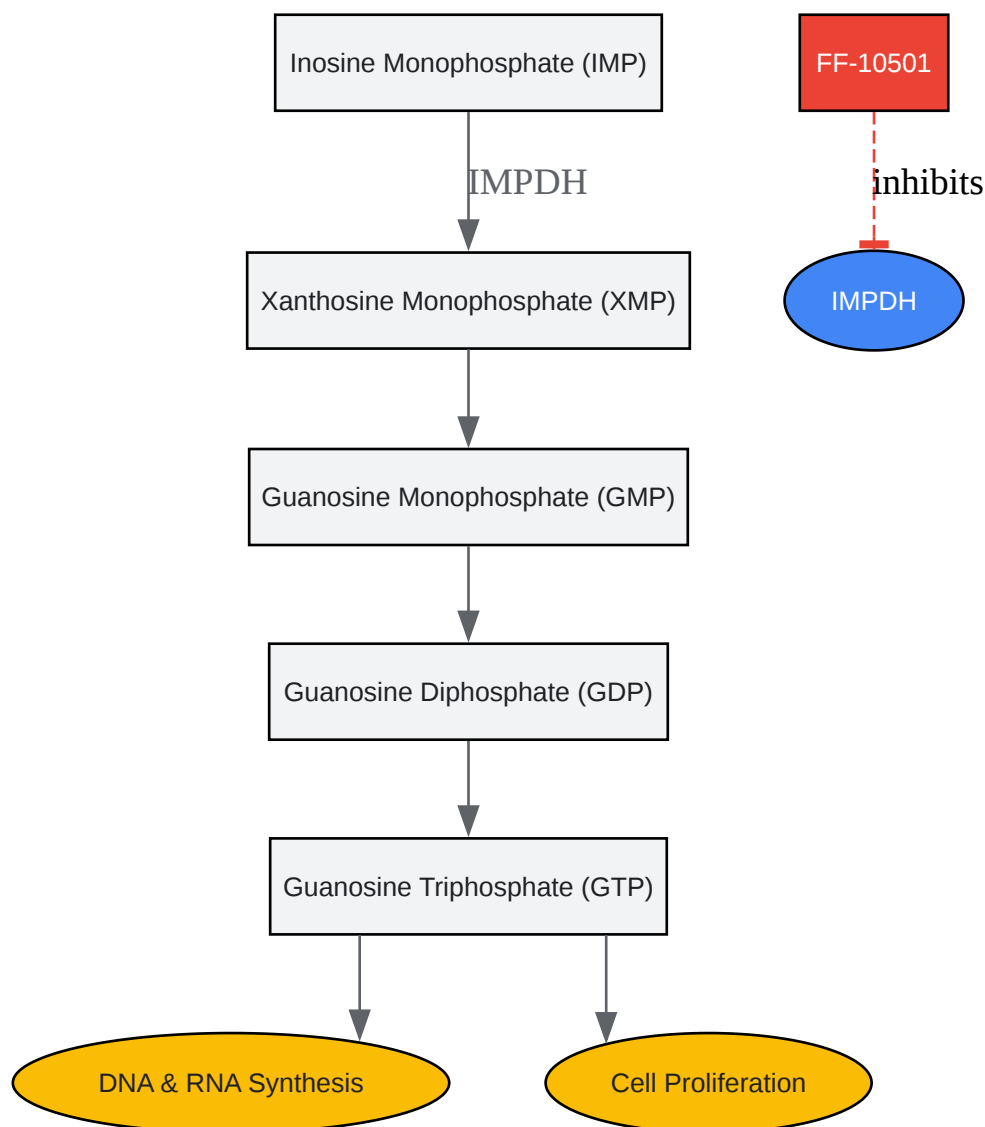 Inosine Monophosphate (IMP)
FF-10501
IMPDH
inhibits
Xanthosine Monophosphate (XMP)
IMPDH
Guanosine Monophosphate (GMP)
Guanosine Diphosphate (GDP)
Guanosine Triphosphate (GTP)
DNA & RNA Synthesis
Cell Proliferation